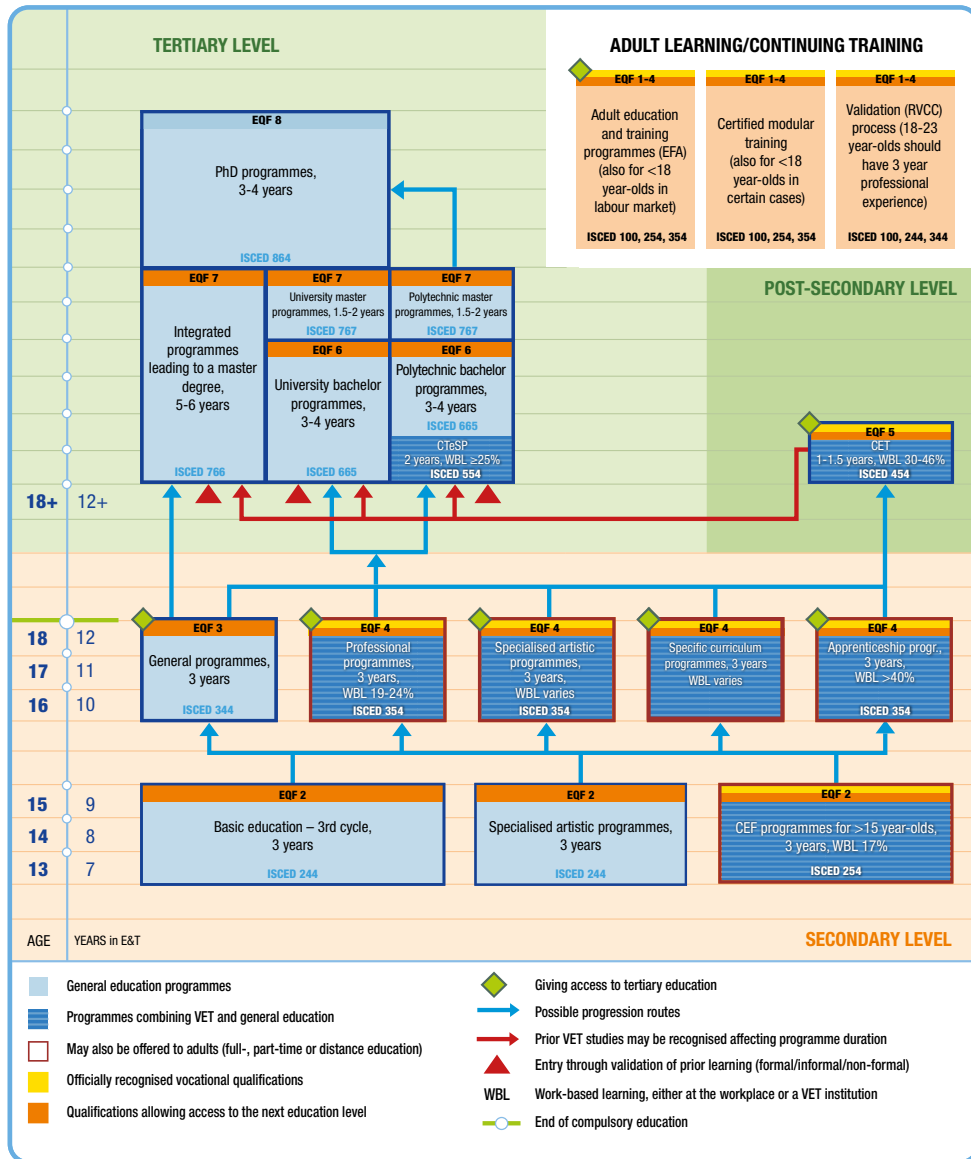 TERTIARY LEVEL
ADULT LEARNING/CONTINUING TRAINING
EQF 1-4
Adult education
and training
programmes (EFA)
(also for <18
year-olds in
labour market)
ISCED 100, 254, 354
EQF 1-4
Certified modular
training
(also for <18
year-olds in
certain cases)
ISCED 100, 254, 354
EQF 1-4
Validation (RVCC)
process (18-23
year-olds should
have 3 year
professional
experience)
ISCED 100, 244, 344
EQF 8
PhD programmes,
3-4 years
ISCED 864
POST-SECONDARY LEVEL
EQF 7
Integrated
programmes
leading to a master
degree,
5-6 years
ISCED 766
EQF 7
University master
programmes, 1.5-2 years
ISCED 767
EQF 6
University bachelor
programmes,
3-4 years
ISCED 665
EQF 7
Polytechnic master
programmes, 1.5-2 years
ISCED 767
EQF 6
Polytechnic bachelor
programmes,
3-4 years
ISCED 665
CTeSP
2 years, WBL ≥25%
ISCED 554
EQF 5
CET
1-1.5 years, WBL 30-46%
ISCED 454
18+ 12+
18 12
17 11
16 10
EQF 3
General programmes,
3 years
ISCED 344
EQF 4
Professional
programmes,
3 years,
WBL 19-24%
ISCED 354
EQF 4
Specialised artistic
programmes,
3 years,
WBL varies
ISCED 354
EQF 4
Specific curriculum
programmes, 3 years
WBL varies
EQF 4
Apprenticeship progr.,
3 years,
WBL >40%
ISCED 354
15 9
14 8
13 7
EQF 2
Basic education – 3rd cycle,
3 years
ISCED 244
EQF 2
Specialised artistic programmes,
3 years
ISCED 244
EQF 2
CEF programmes for >15 year-olds,
3 years, WBL 17%
ISCED 254
AGE YEARS in E&T
SECONDARY LEVEL
General education programmes
Programmes combining VET and general education
May also be offered to adults (full-, part-time or distance education)
Officially recognised vocational qualifications
Qualifications allowing access to the next education level
Giving access to tertiary education
Possible progression routes
Prior VET studies may be recognised affecting programme duration
Entry through validation of prior learning (formal/informal/non-formal)
WBL Work-based learning, either at the workplace or a VET institution
End of compulsory education